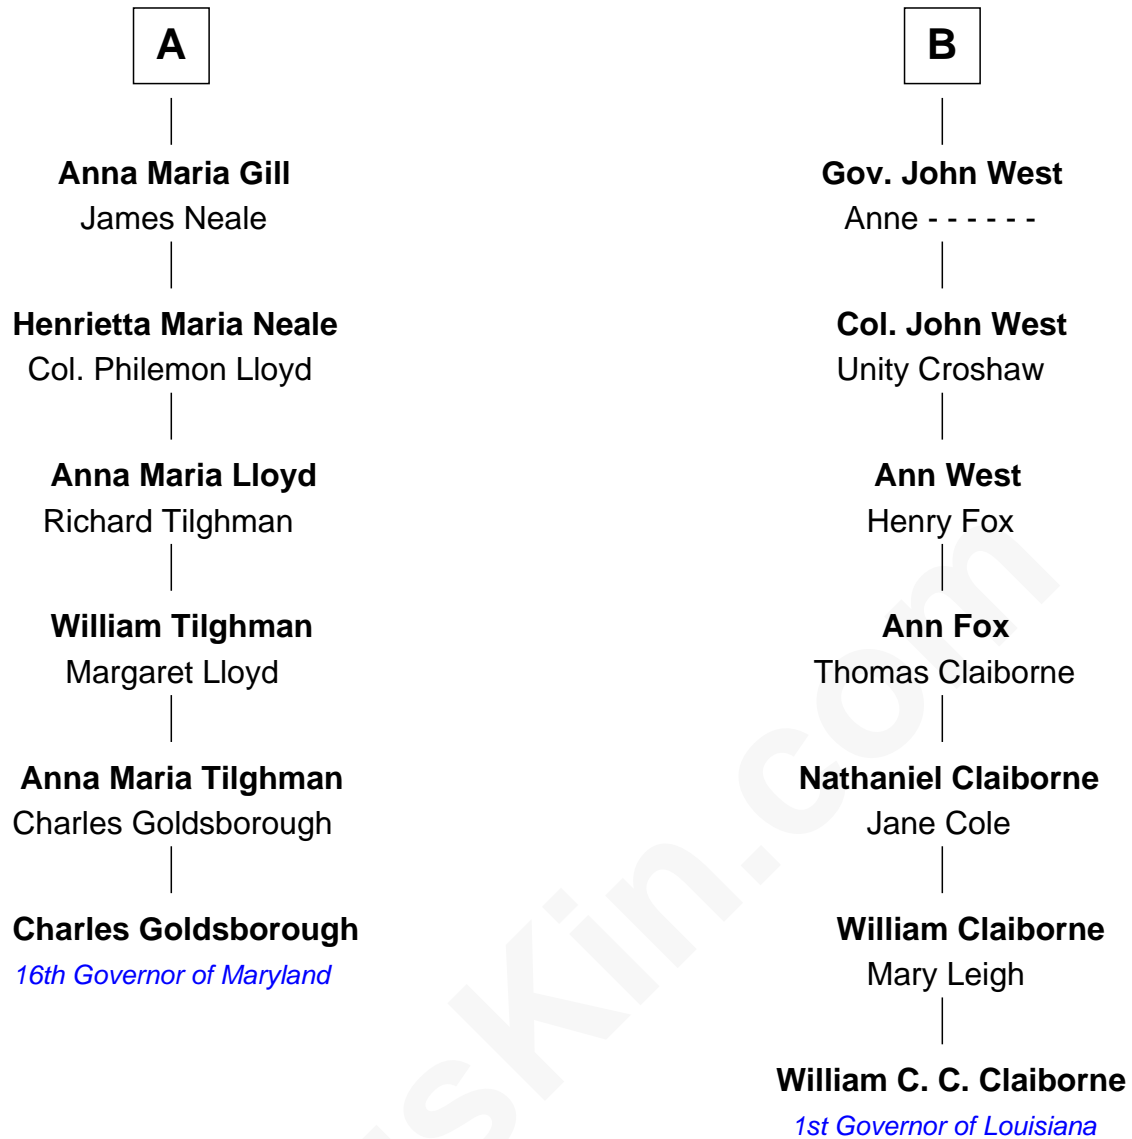 A
Anna Maria Gill
James Neale
Henrietta Maria Neale
Col. Philemon Lloyd
Anna Maria Lloyd
Richard Tilghman
William Tilghman
Margaret Lloyd
Anna Maria Tilghman
Charles Goldsborough
Charles Goldsborough
16th Governor of Maryland
B
Gov. John West
Anne - - - - - -
Col. John West
Unity Croshaw
Ann West
Henry Fox
Ann Fox
Thomas Claiborne
Nathaniel Claiborne
Jane Cole
William Claiborne
Mary Leigh
William C. C. Claiborne
1st Governor of Louisiana
sKin.com